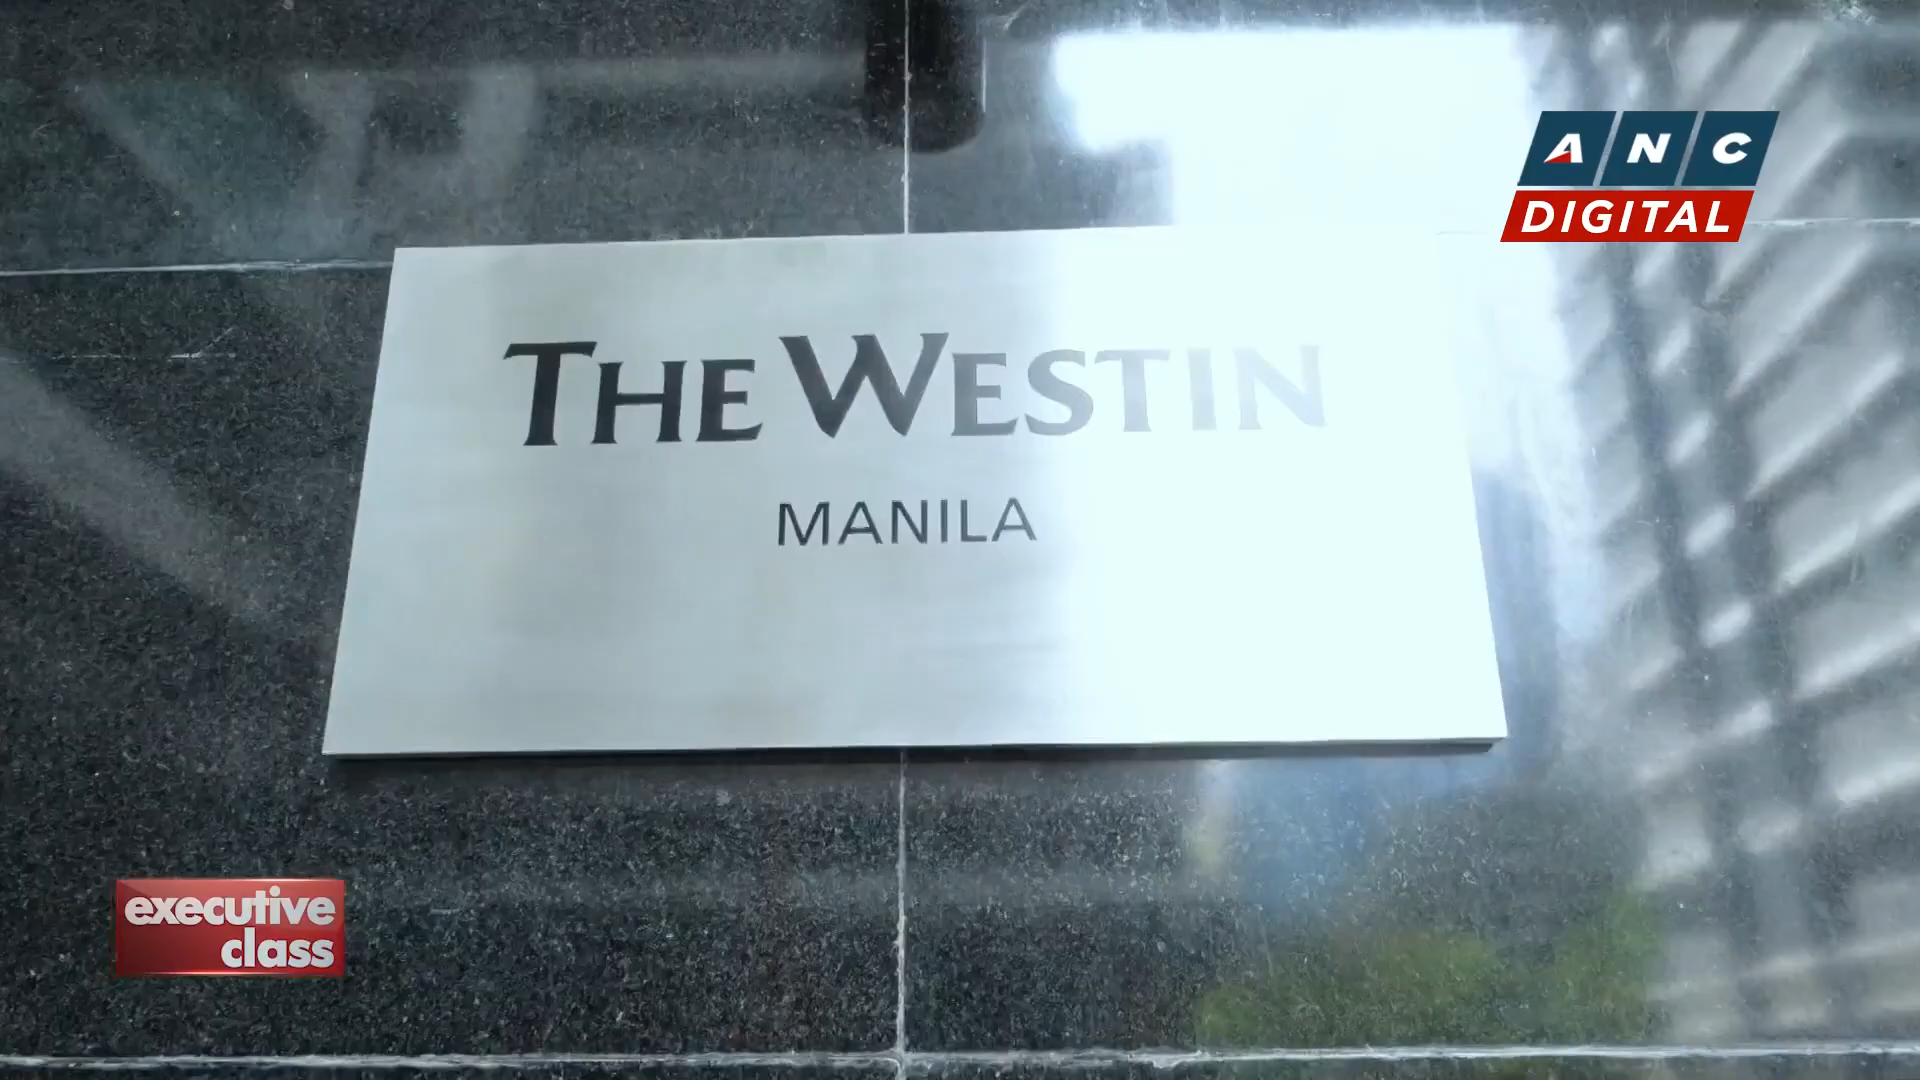 ANC
DIGITAL
THE WESTIN
MANILA
executive
class